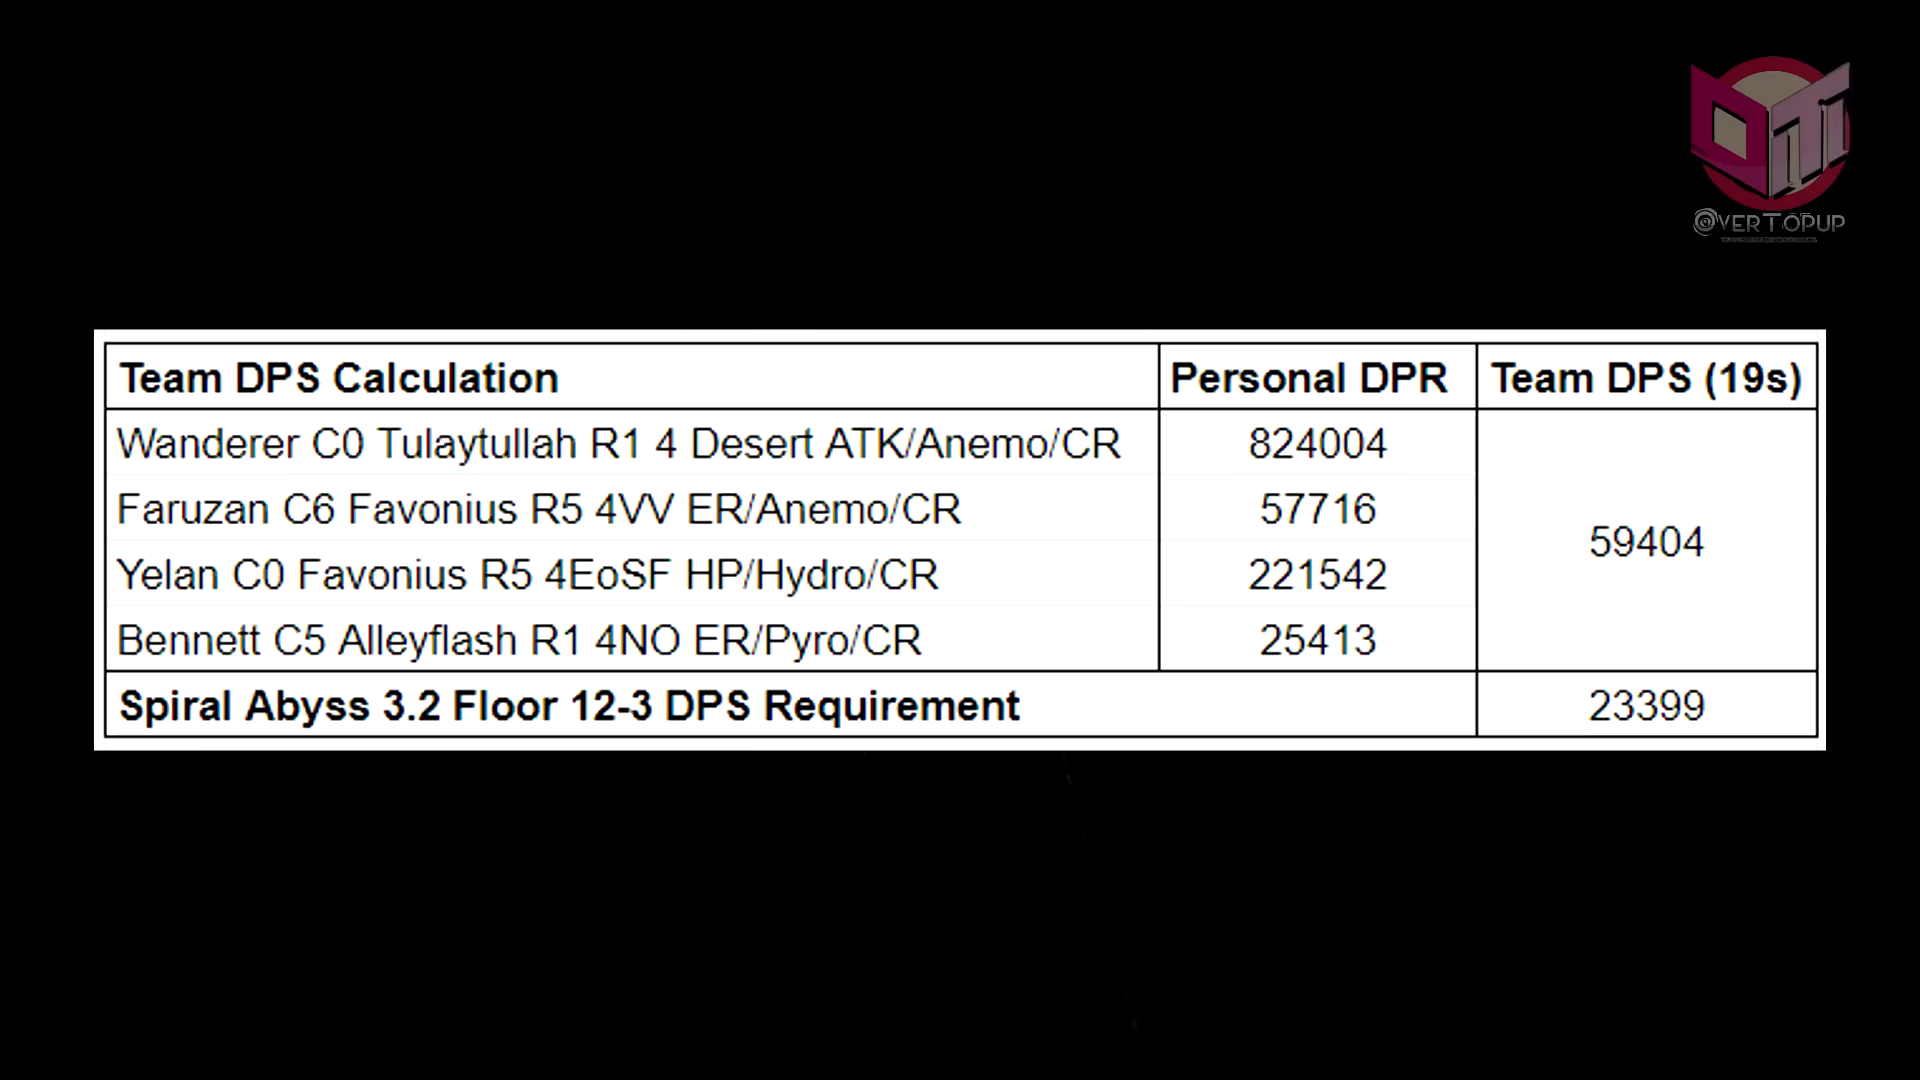 OVERTOPUP
Team DPS Calculation Personal DPR Team DPS (19s)
Wanderer C0 Tulaytullah R1 4 Desert ATK/Anemo/CR 824004
Faruzan C6 Favonius R5 4VV ER/Anemo/CR 57716
59404
Yelan C0 Favonius R5 4EoSF HP/Hydro/CR 221542
Bennett C5 Alleyflash R1 4NO ER/Pyro/CR 25413
Spiral Abyss 3.2 Floor 12-3 DPS Requirement 23399